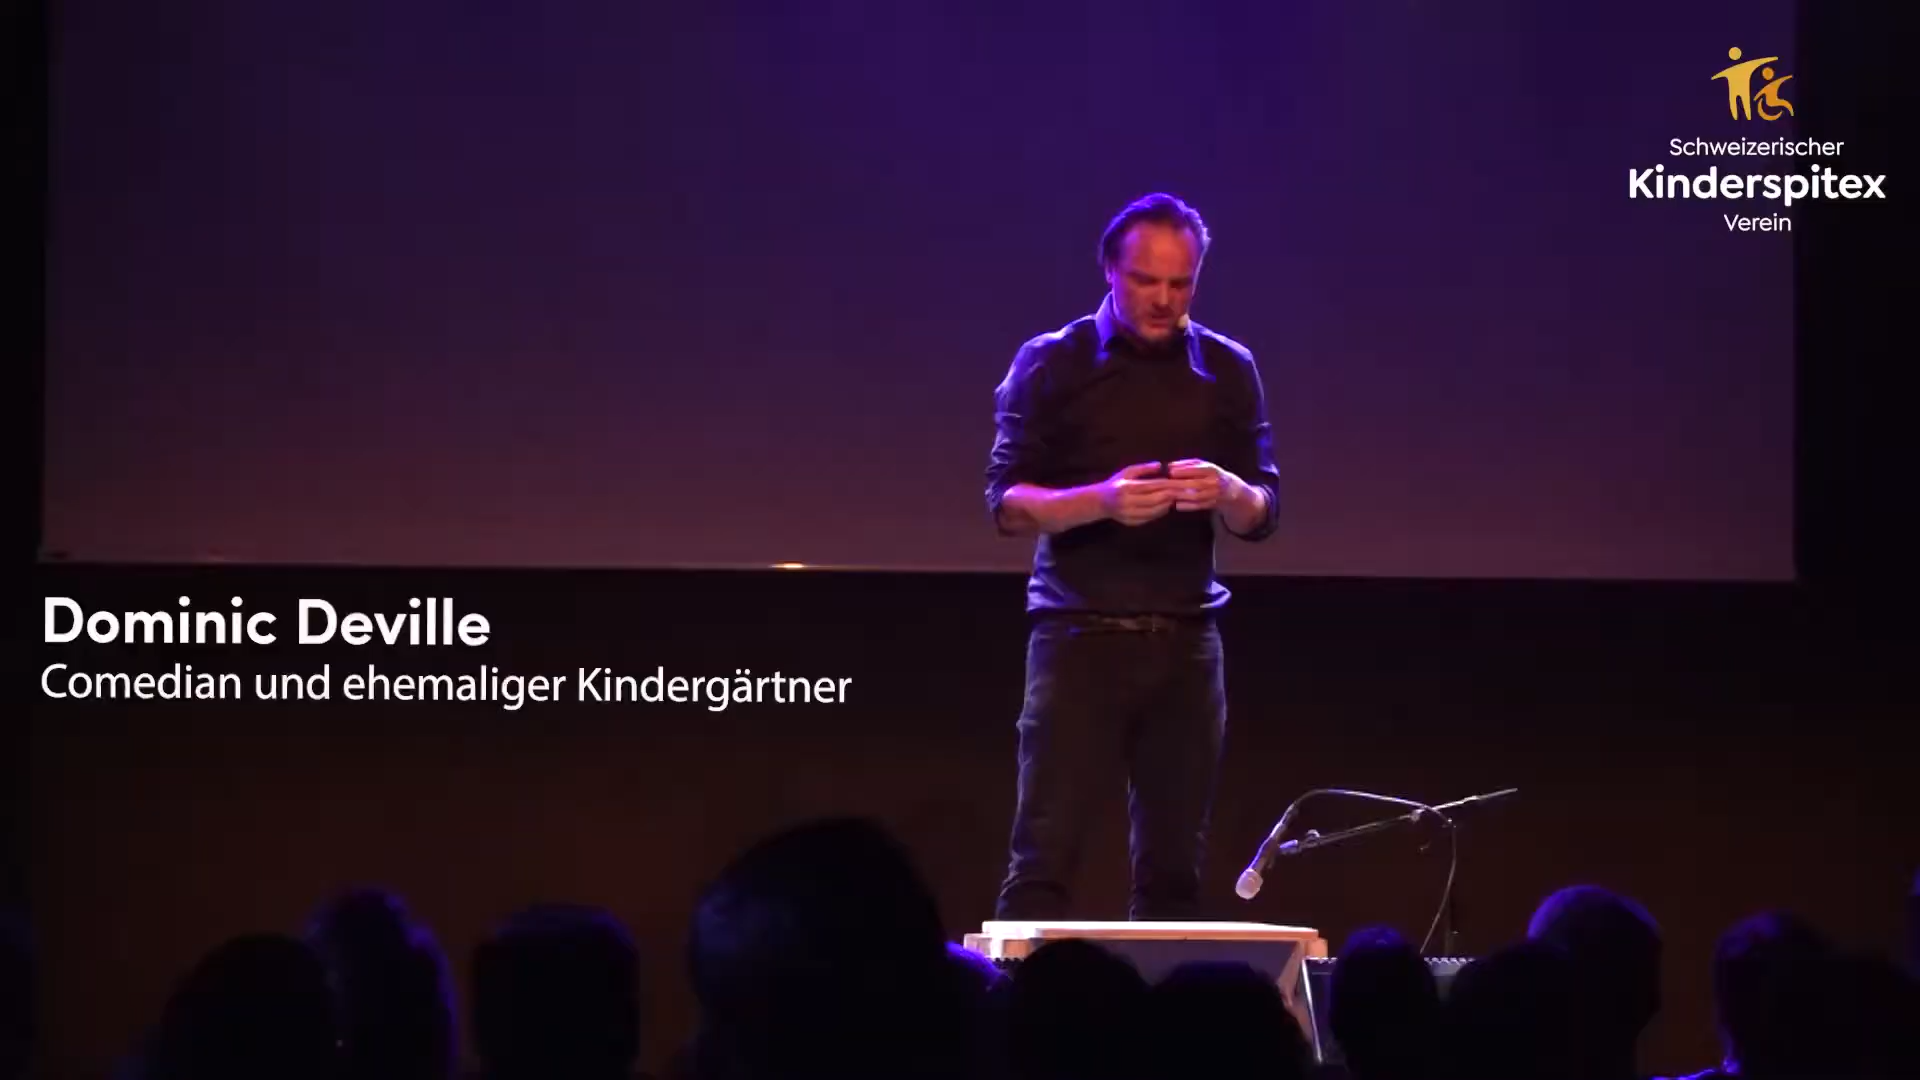 Schweizerischer
Kinderspitex
Verein
Dominic Deville
Comedian und ehemaliger Kindergärtner